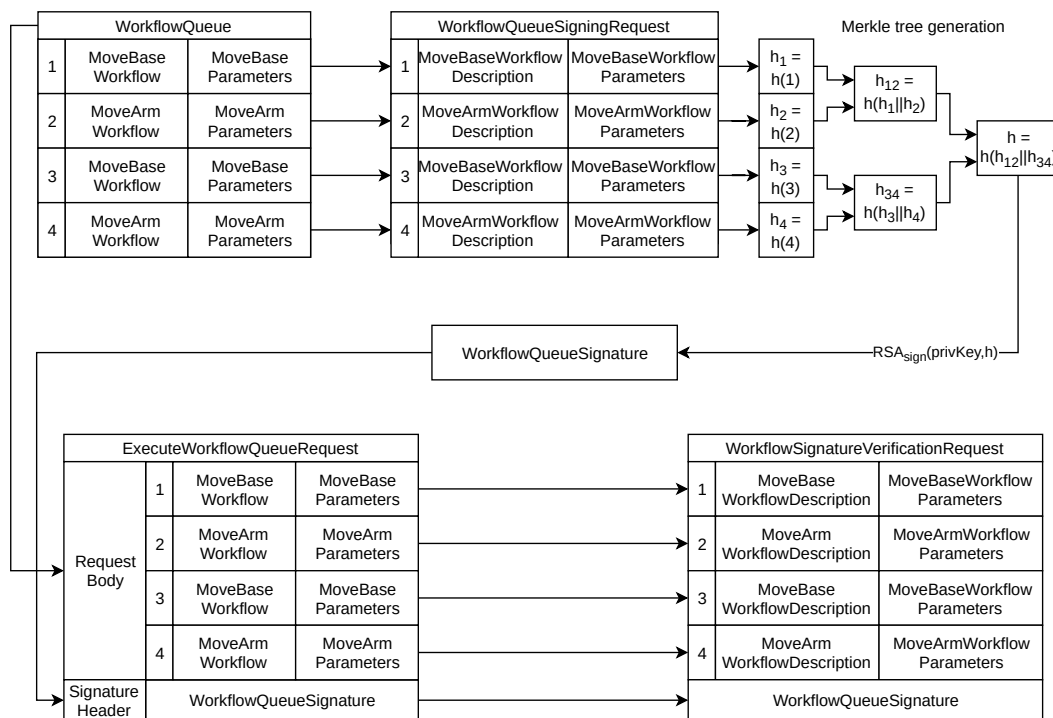 WorkflowQueue
1
MoveBase
Workflow
MoveBase
Parameters
2
MoveArm
Workflow
MoveArm
Parameters
3
MoveBase
Workflow
MoveBase
Parameters
4
MoveArm
Workflow
MoveArm
Parameters
WorkflowQueueSigningRequest
1
MoveBaseWorkflow
Description
MoveBaseWorkflow
Parameters
2
MoveArmWorkflow
Description
MoveArmWorkflow
Parameters
3
MoveBaseWorkflow
Description
MoveBaseWorkflow
Parameters
4
MoveArmWorkflow
Description
MoveArmWorkflow
Parameters
Merkle tree generation
h1 =
h(1)
h2 =
h(2)
h3 =
h(3)
h4 =
h(4)
h12 =
h(h1||h2)
h34 =
h(h3||h4)
h =
h(h12||h34)
RSAsign(privKey,h)
WorkflowQueueSignature
ExecuteWorkflowQueueRequest
Request
Body
1
MoveBase
Workflow
MoveBase
Parameters
2
MoveArm
Workflow
MoveArm
Parameters
3
MoveBase
Workflow
MoveBase
Parameters
4
MoveArm
Workflow
MoveArm
Parameters
Signature
Header
WorkflowQueueSignature
WorkflowSignatureVerificationRequest
1
MoveBase
WorkflowDescription
MoveBaseWorkflow
Parameters
2
MoveArm
WorkflowDescription
MoveArmWorkflow
Parameters
3
MoveBase
WorkflowDescription
MoveBaseWorkflow
Parameters
4
MoveArm
WorkflowDescription
MoveArmWorkflow
Parameters
WorkflowQueueSignature